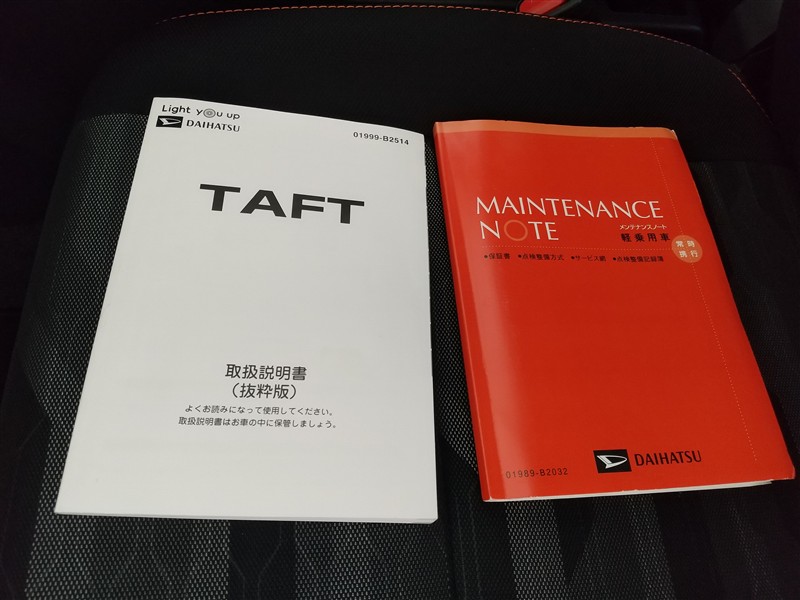 Light you up
DAIHATSU
01999-B2514
TAFT
取扱説明書
(抜粋版)
よくお読みになって使用してください。
取扱説明書はお車の中に保管しましょう。
MAINTENANCE
NOTE
メンテナンスノート
軽乗用車
常時
携行
•保証書 •点検整備方式 •サービス網 •点検整備記録簿
01989-B2032
DAIHATSU